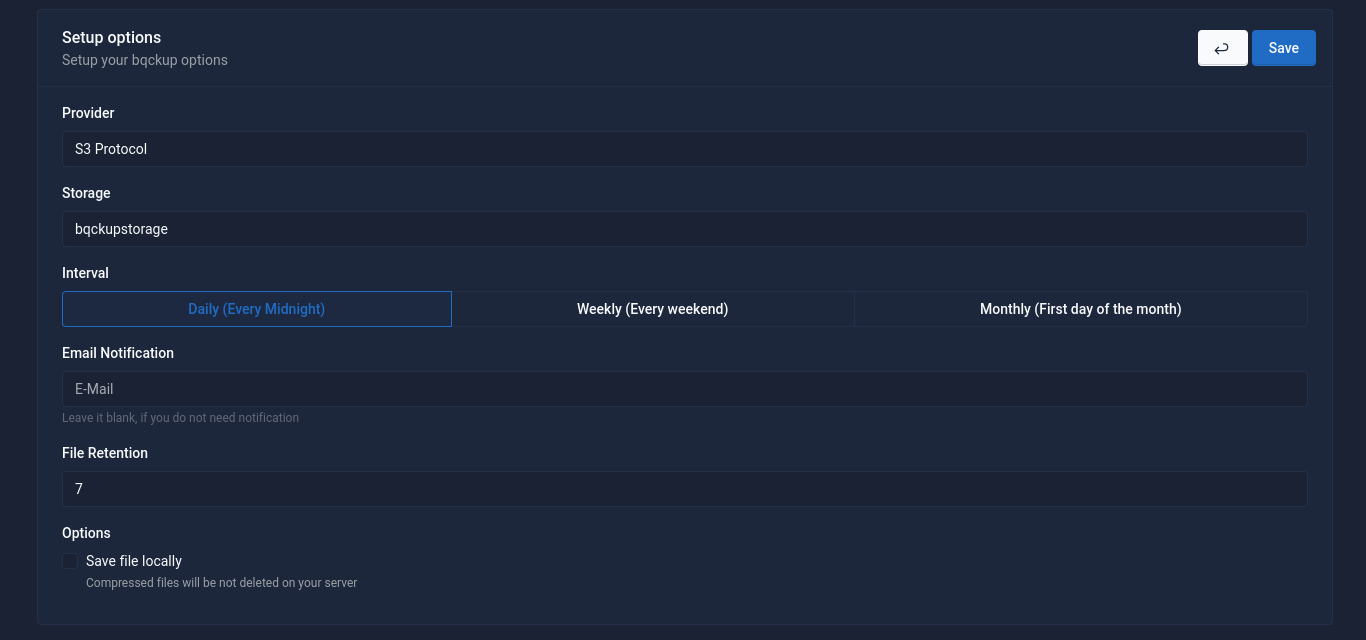 Setup options
Setup your bqckup options
Save
Provider
S3 Protocol
Storage
bqckupstorage
Interval
Daily (Every Midnight)
Weekly (Every weekend)
Monthly (First day of the month)
Email Notification
E-Mail
Leave it blank, if you do not need notification
File Retention
7
Options
Save file locally
Compressed files will be not deleted on your server